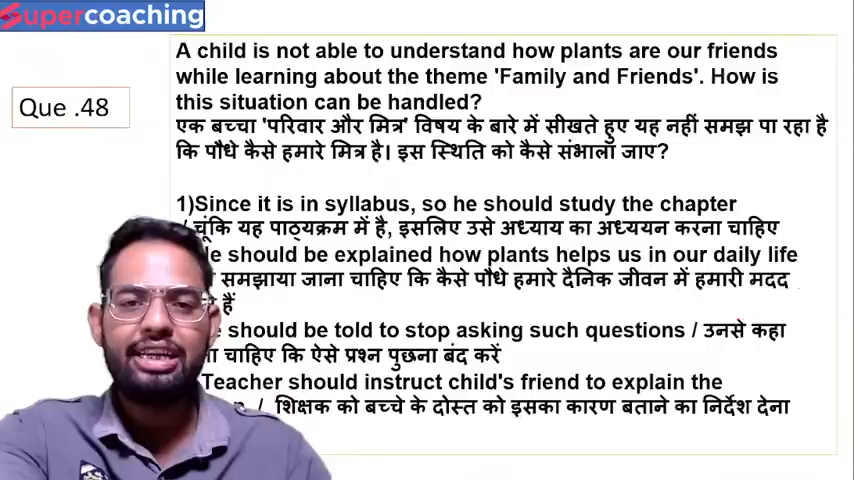 Supercoaching
Que .48
A child is not able to understand how plants are our friends
while learning about the theme 'Family and Friends'. How is
this situation can be handled?
एक बच्चा 'परिवार और मित्र' विषय के बारे में सीखते हुए यह नहीं समझ पा रहा है
कि पौधे कैसे हमारे मित्र है। इस स्थिति को कैसे संभाला जाए?
1)Since it is in syllabus, so he should study the chapter
/ चूंकि यह पाठ्यक्रम में है, इसलिए उसे अध्याय का अध्ययन करना चाहिए
should be explained how plants helps us in our daily life
समझाया जाना चाहिए कि कैसे पौधे हमारे दैनिक जीवन में हमारी मदद
हैं
should be told to stop asking such questions / उनसे कहा
चाहिए कि ऐसे प्रश्न पुछना बंद करें
Teacher should instruct child's friend to explain the
/ शिक्षक को बच्चे के दोस्त को इसका कारण बताने का निर्देश देना